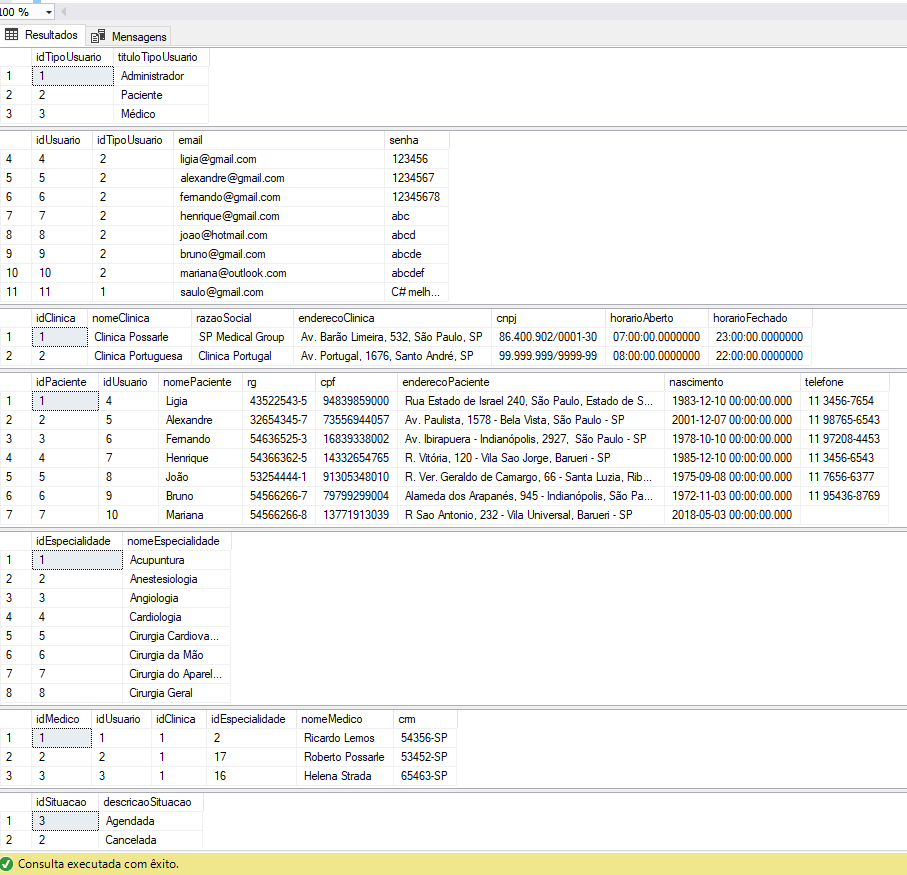 100 %
Resultados Mensagens
idTipoUsuario tituloTipoUsuario
1 1 Administrador
2 2 Paciente
3 3 Médico
idUsuario idTipoUsuario email senha
4 4 2 ligia@gmail.com 123456
5 5 2 alexandre@gmail.com 1234567
6 6 2 fernando@gmail.com 12345678
7 7 2 henrique@gmail.com abc
8 8 2 joao@hotmail.com abcd
9 9 2 bruno@gmail.com abcde
10 10 2 mariana@outlook.com abcdef
11 11 1 saulo@gmail.com C# melh...
idClinica nomeClinica razaoSocial enderecoClinica cnpj horarioAberto horarioFechado
1 1 Clinica Possarle SP Medical Group Av. Barão Limeira, 532, São Paulo, SP 86.400.902/0001-30 07:00:00.0000000 23:00:00.0000000
2 2 Clinica Portuguesa Clinica Portugal Av. Portugal, 1676, Santo André, SP 99.999.999/9999-99 08:00:00.0000000 22:00:00.0000000
idPaciente idUsuario nomePaciente rg cpf enderecoPaciente nascimento telefone
1 1 4 Ligia 43522543-5 94839859000 Rua Estado de Israel 240, São Paulo, Estado de S... 1983-12-10 00:00:00.000 11 3456-7654
2 2 5 Alexandre 32654345-7 73556944057 Av. Paulista, 1578 - Bela Vista, São Paulo - SP 2001-12-07 00:00:00.000 11 98765-6543
3 3 6 Fernando 54636525-3 16839338002 Av. Ibirapuera - Indianópolis, 2927, São Paulo - SP 1978-10-10 00:00:00.000 11 97208-4453
4 4 7 Henrique 54366362-5 14332654765 R. Vitória, 120 - Vila Sao Jorge, Barueri - SP 1985-12-10 00:00:00.000 11 3456-6543
5 5 8 João 53254444-1 91305348010 R. Ver. Geraldo de Camargo, 66 - Santa Luzia, Rib... 1975-09-08 00:00:00.000 11 7656-6377
6 6 9 Bruno 54566266-7 79799299004 Alameda dos Arapanés, 945 - Indianópolis, São Pa... 1972-11-03 00:00:00.000 11 95436-8769
7 7 10 Mariana 54566266-8 13771913039 R Sao Antonio, 232 - Vila Universal, Barueri - SP 2018-05-03 00:00:00.000
idEspecialidade nomeEspecialidade
1 1 Acupuntura
2 2 Anestesiologia
3 3 Angiologia
4 4 Cardiologia
5 5 Cirurgia Cardiova...
6 6 Cirurgia da Mão
7 7 Cirurgia do Aparel...
8 8 Cirurgia Geral
idMedico idUsuario idClinica idEspecialidade nomeMedico crm
1 1 1 1 2 Ricardo Lemos 54356-SP
2 2 2 1 17 Roberto Possarle 53452-SP
3 3 3 1 16 Helena Strada 65463-SP
idSituacao descricaoSituacao
1 3 Agendada
2 2 Cancelada
Consulta executada com êxito.